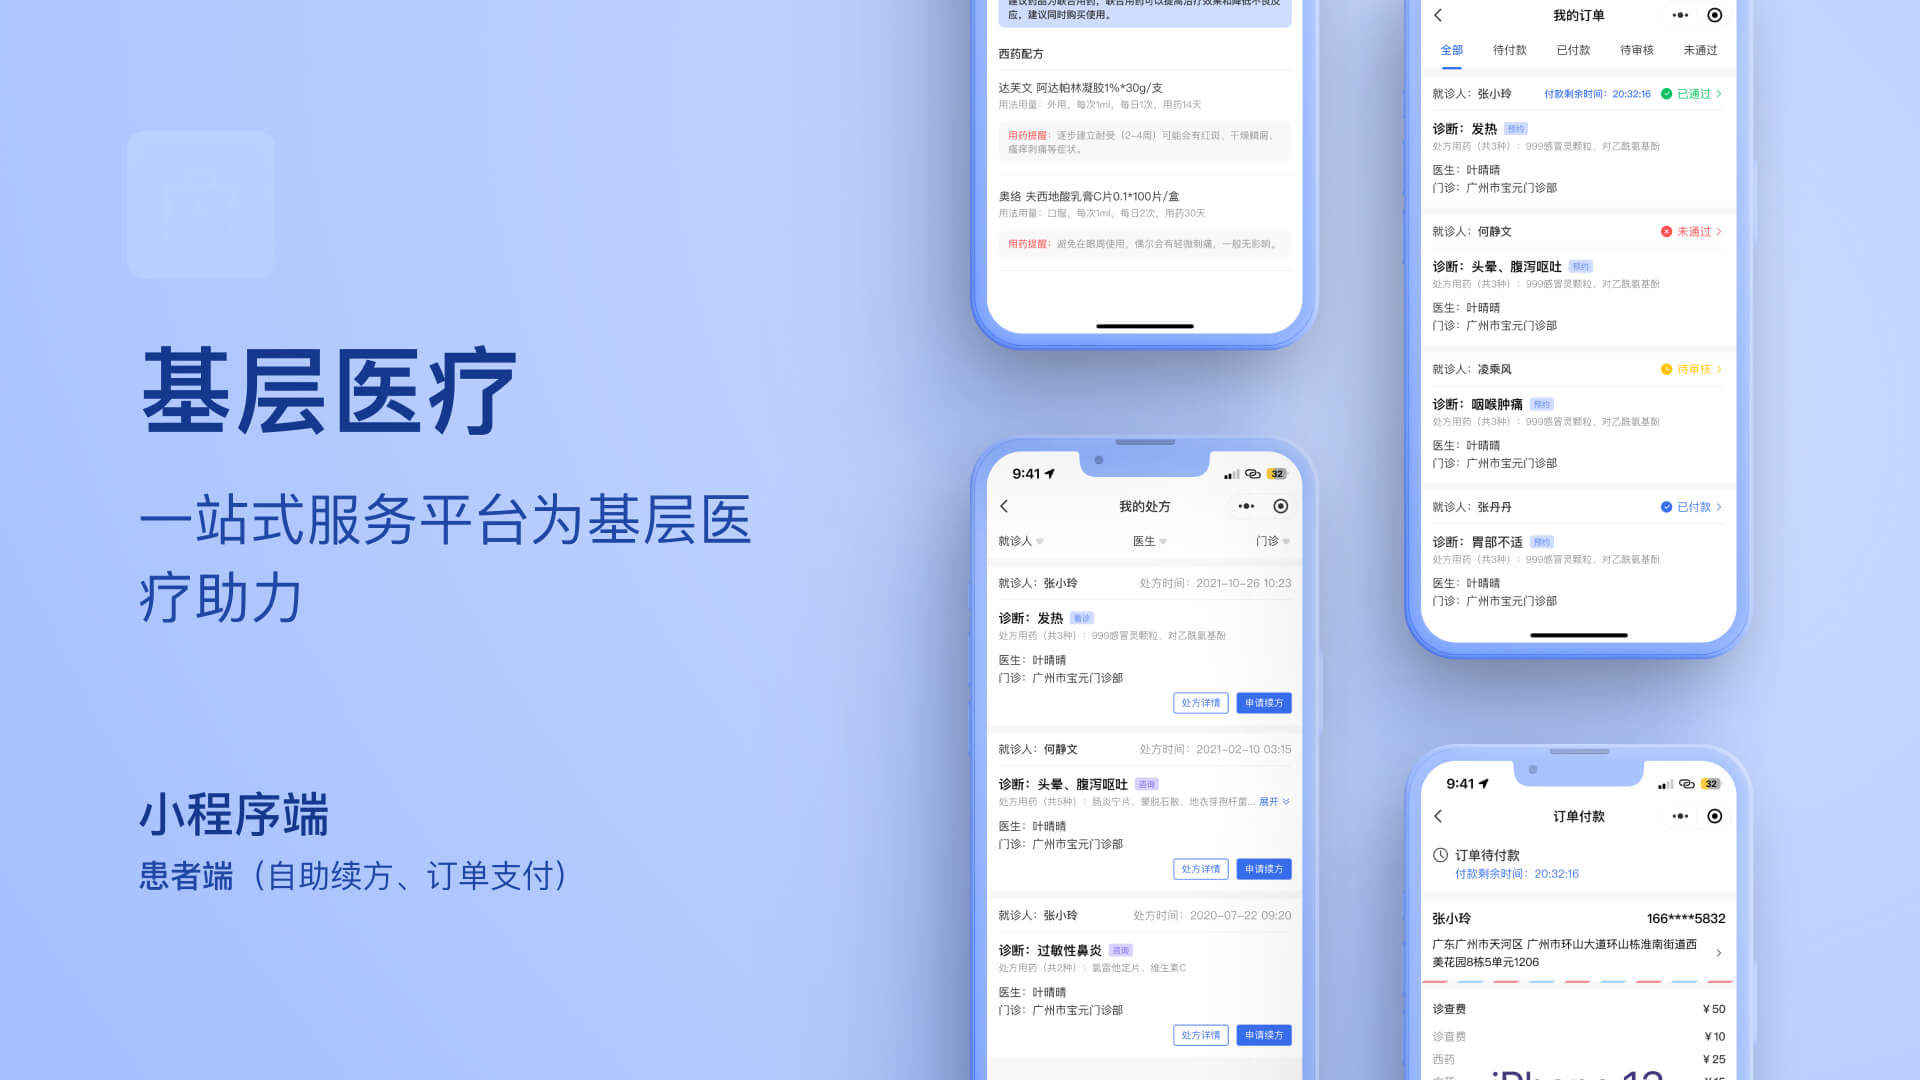 基层医疗
一站式服务平台为基层医
疗助力
小程序端
患者端（自助续方、订单支付）
应，建议同时购买使用。
西药配方
达芙文 阿达帕林凝胶1%*30g/支
用法用量：外用，每次1ml，每日1次，用药14天
用药提醒：逐步建立耐受（2-4周）可能会有红斑、干燥鳞屑、
瘙痒刺痛等症状。
奥络 夫西地酸乳膏C片0.1*100片/盒
用法用量：口服，每次1ml，每日2次，用药30天
用药提醒：避免在眼周使用，偶尔会有轻微刺痛，一般无影响。
9:41
32
我的处方
就诊人
医生
门诊
就诊人：张小玲
处方时间：2021-10-26 10:23
诊断：发热 看诊
处方用药（共3种）：999感冒灵颗粒、对乙酰氨基酚
医生：叶晴晴
门诊：广州市宝元门诊部
处方详情
申请续方
就诊人：何静文
处方时间：2021-02-10 03:15
诊断：头晕、腹泻呕吐 咨询
处方用药（共5种）：肠炎宁片、蒙脱石散、地衣芽孢杆菌... 展开
医生：叶晴晴
门诊：广州市宝元门诊部
处方详情
申请续方
就诊人：张小玲
处方时间：2020-07-22 09:20
诊断：过敏性鼻炎 咨询
处方用药（共2种）：氯雷他定片、维生素C
医生：叶晴晴
门诊：广州市宝元门诊部
处方详情
申请续方
我的订单
全部
待付款
已付款
待审核
未通过
就诊人：张小玲
付款剩余时间：20:32:16
已通过
诊断：发热 预约
处方用药（共3种）：999感冒灵颗粒、对乙酰氨基酚
医生：叶晴晴
门诊：广州市宝元门诊部
就诊人：何静文
未通过
诊断：头晕、腹泻呕吐 预约
处方用药（共3种）：999感冒灵颗粒、对乙酰氨基酚
医生：叶晴晴
门诊：广州市宝元门诊部
就诊人：凌乘风
待审核
诊断：咽喉肿痛 预约
处方用药（共3种）：999感冒灵颗粒、对乙酰氨基酚
医生：叶晴晴
门诊：广州市宝元门诊部
就诊人：张丹丹
已付款
诊断：胃部不适 预约
处方用药（共3种）：999感冒灵颗粒、对乙酰氨基酚
医生：叶晴晴
门诊：广州市宝元门诊部
9:41
32
订单付款
订单待付款
付款剩余时间：20:32:16
张小玲
166****5832
广东广州市天河区 广州市环山大道环山栋淮南街道西
美花园8栋5单元1206
诊查费
¥50
诊查费
¥10
西药
¥25